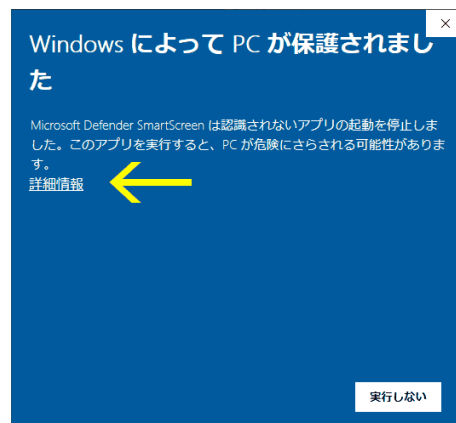 Windows によって PC が保護されまし
た
Microsoft Defender SmartScreen は認識されないアプリの起動を停止しま
した。このアプリを実行すると、PC が危険にさらされる可能性がありま
す。
詳細情報
実行しない